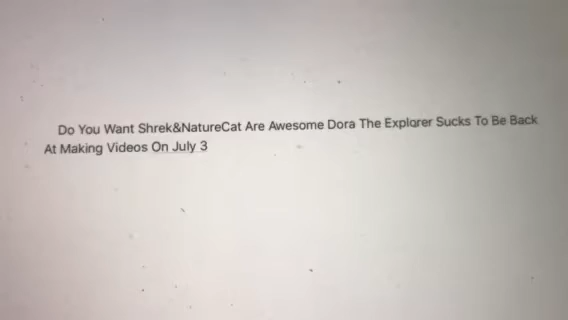 Do You Want Shrek&NatureCat Are Awesome Dora The Explorer Sucks To Be Back
At Making Videos On July 3